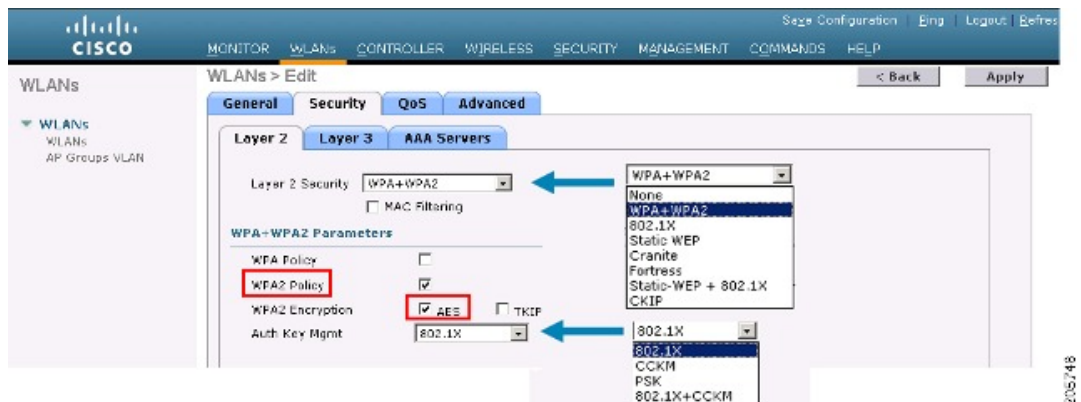 Save Configuration Ping Logout Refres
CISCO
MONITOR WLANs CONTROLLER WIRELESS SECURITY MANAGEMENT COMMANDS HELP
WLANs
WLANs > Edit
< Back Apply
General Security QoS Advanced
WLANs
WLANs
AP Groups VLAN
Layer 2 Layer 3 AAA Servers
Layer 2 Security WPA+WPA2
MAC Filtering
WPA+WPA2
None
WPA+WPA2
802.1X
Static WEP
Cranite
Fortress
Static-WEP + 802.1X
CKIP
WPA+WPA2 Parameters
WPA Policy
WPA2 Policy
WPA2 Encryption AES TKIP
Auth Key Mgmt 802.1X
802.1X
802.1X
CCKM
PSK
802.1X+CCKM
205748